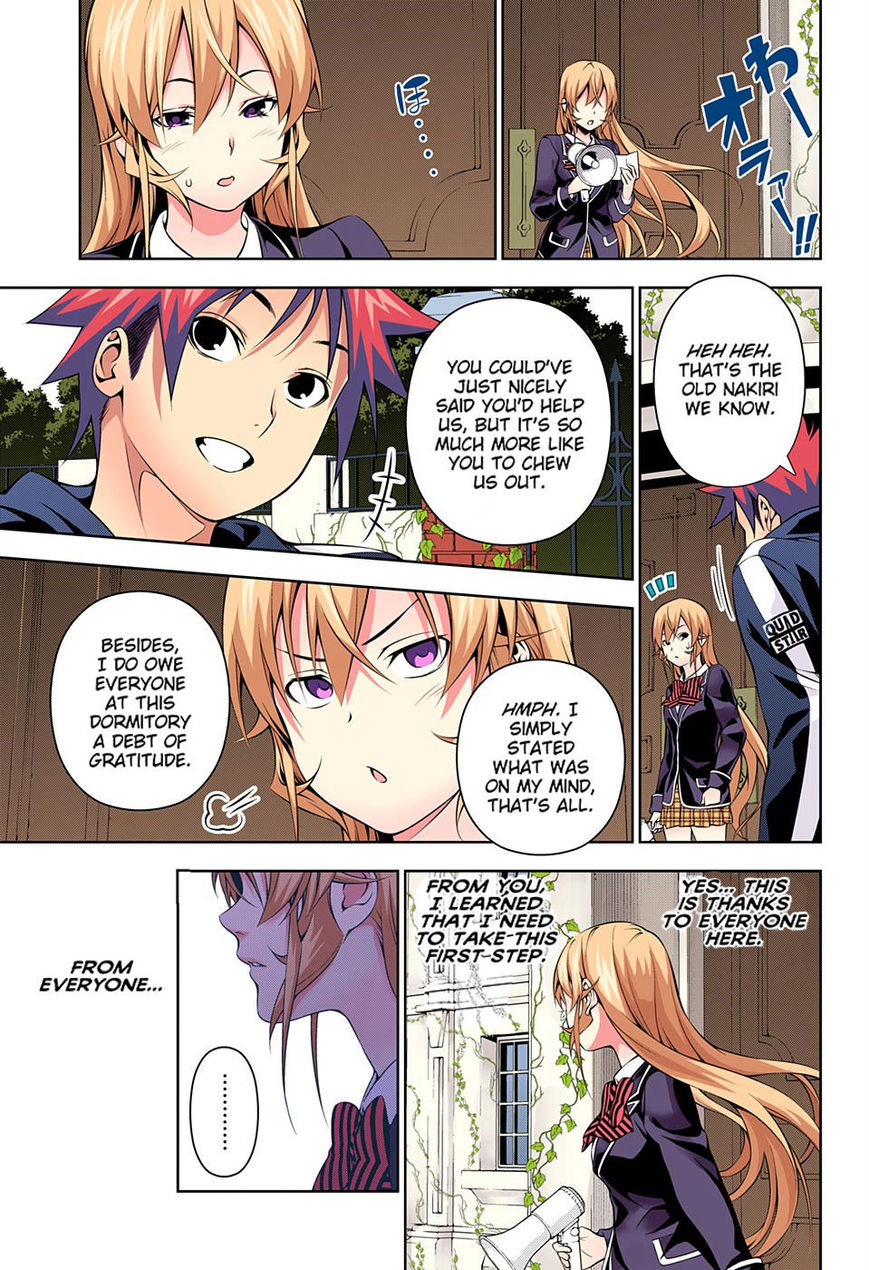 わー
オラァー!!
ほ・・・・
HEH HEH.
THAT'S THE
OLD NAKIRI
WE KNOW.
QUID
STAR
YOU COULD'VE
JUST NICELY
SAID YOU'D HELP
US, BUT IT'S SO
MUCH MORE LIKE
YOU TO CHEW
US OUT.
HMPH. I
SIMPLY
STATED
WHAT WAS
ON MY MIND,
THAT'S ALL.
BESIDES,
I DO OWE
EVERYONE
AT THIS
DORMITORY
A DEBT OF
GRATITUDE.
YES... THIS
IS THANKS
TO EVERYONE
HERE.
FROM YOU,
I LEARNED
THAT I NEED
TO TAKE THIS
FIRST STEP.
.........
FROM
EVERYONE...